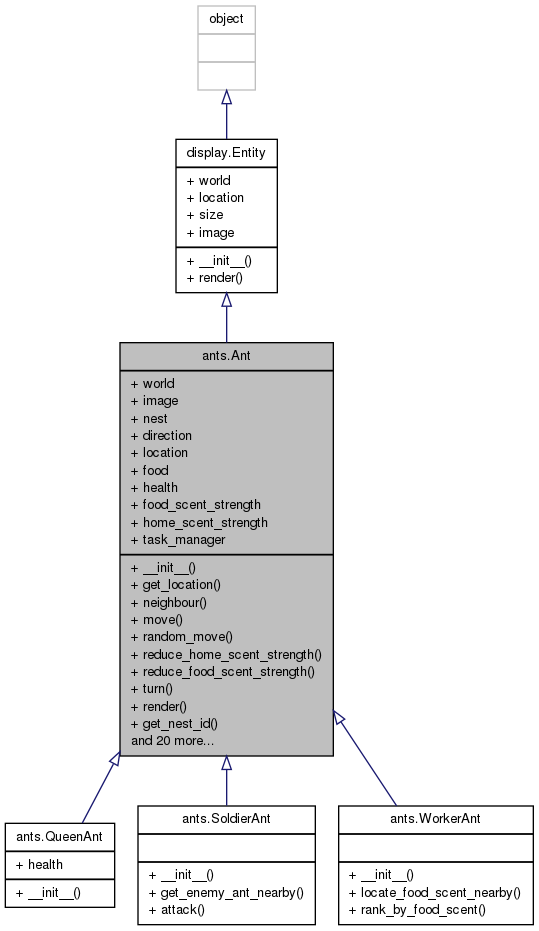 object
display.Entity
+ world
+ location
+ size
+ image
+ __init__()
+ render()
ants.Ant
+ world
+ image
+ nest
+ direction
+ location
+ food
+ health
+ food_scent_strength
+ home_scent_strength
+ task_manager
+ __init__()
+ get_location()
+ neighbour()
+ move()
+ random_move()
+ reduce_home_scent_strength()
+ reduce_food_scent_strength()
+ turn()
+ render()
+ get_nest_id()
and 20 more...
ants.QueenAnt
+ health
+ __init__()
ants.SoldierAnt
+ __init__()
+ get_enemy_ant_nearby()
+ attack()
ants.WorkerAnt
+ __init__()
+ locate_food_scent_nearby()
+ rank_by_food_scent()